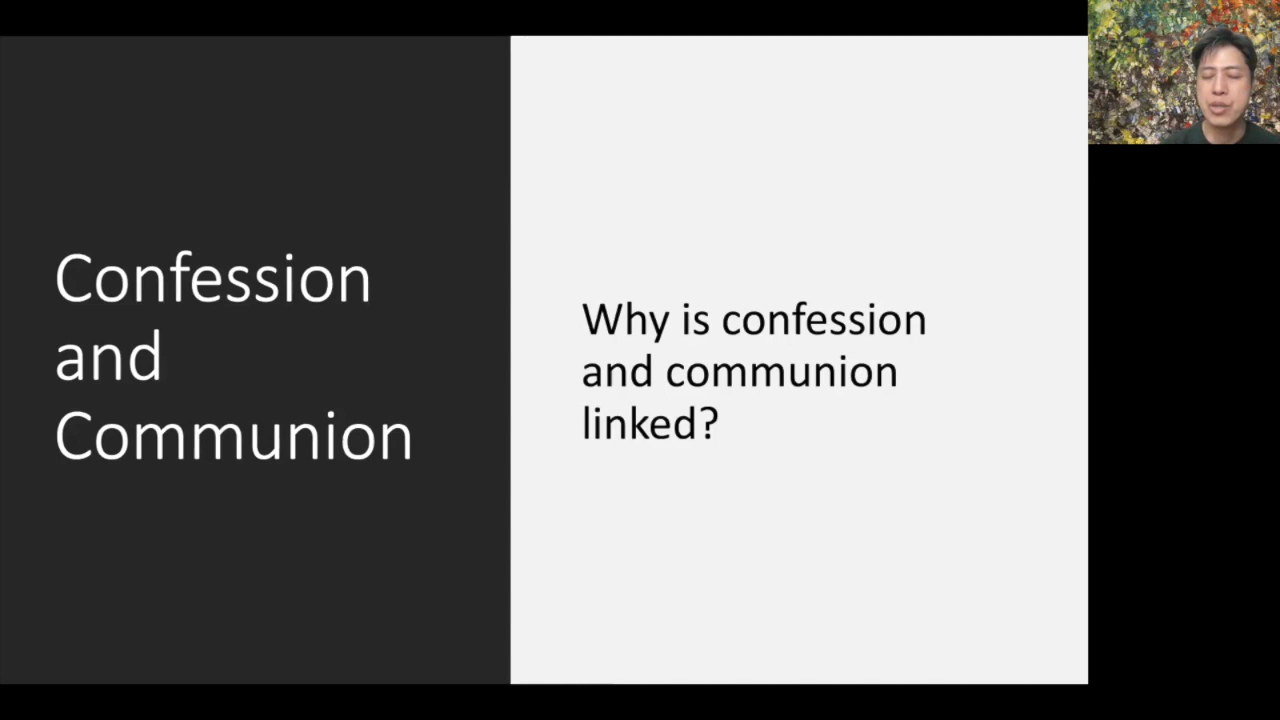 Confession
and
Communion
Why is confession
and communion
linked?